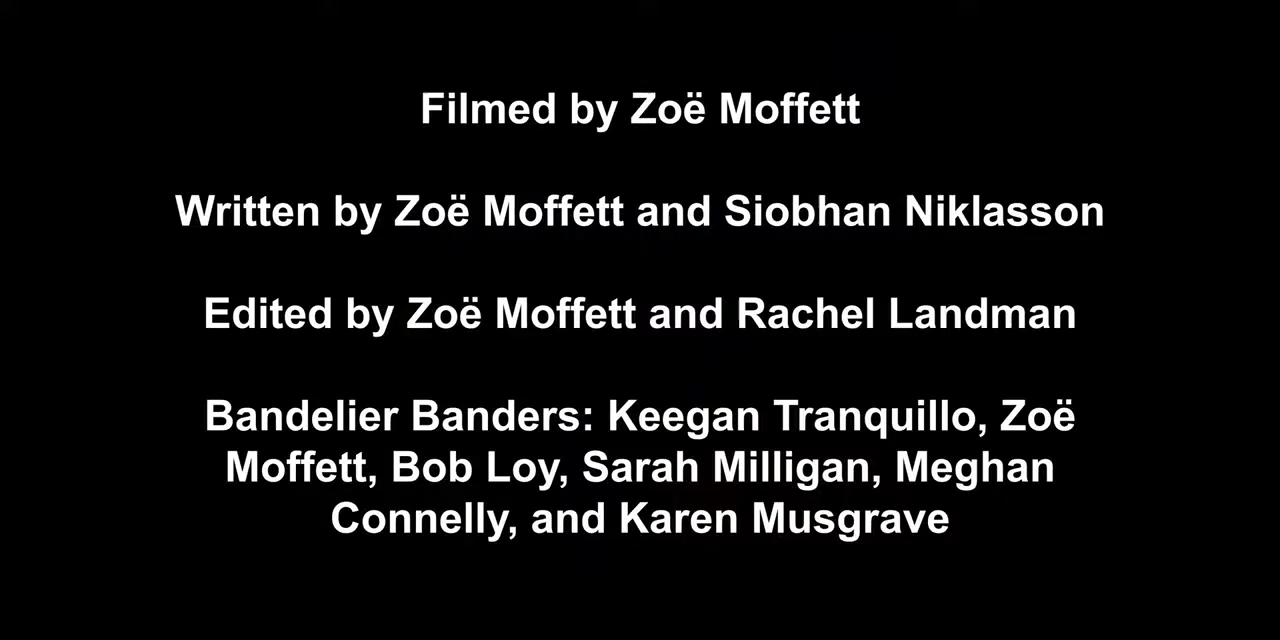 Filmed by Zoë Moffett
Written by Zoë Moffett and Siobhan Niklasson
Edited by Zoë Moffett and Rachel Landman
Bandelier Banders: Keegan Tranquillo, Zoë
Moffett, Bob Loy, Sarah Milligan, Meghan
Connelly, and Karen Musgrave